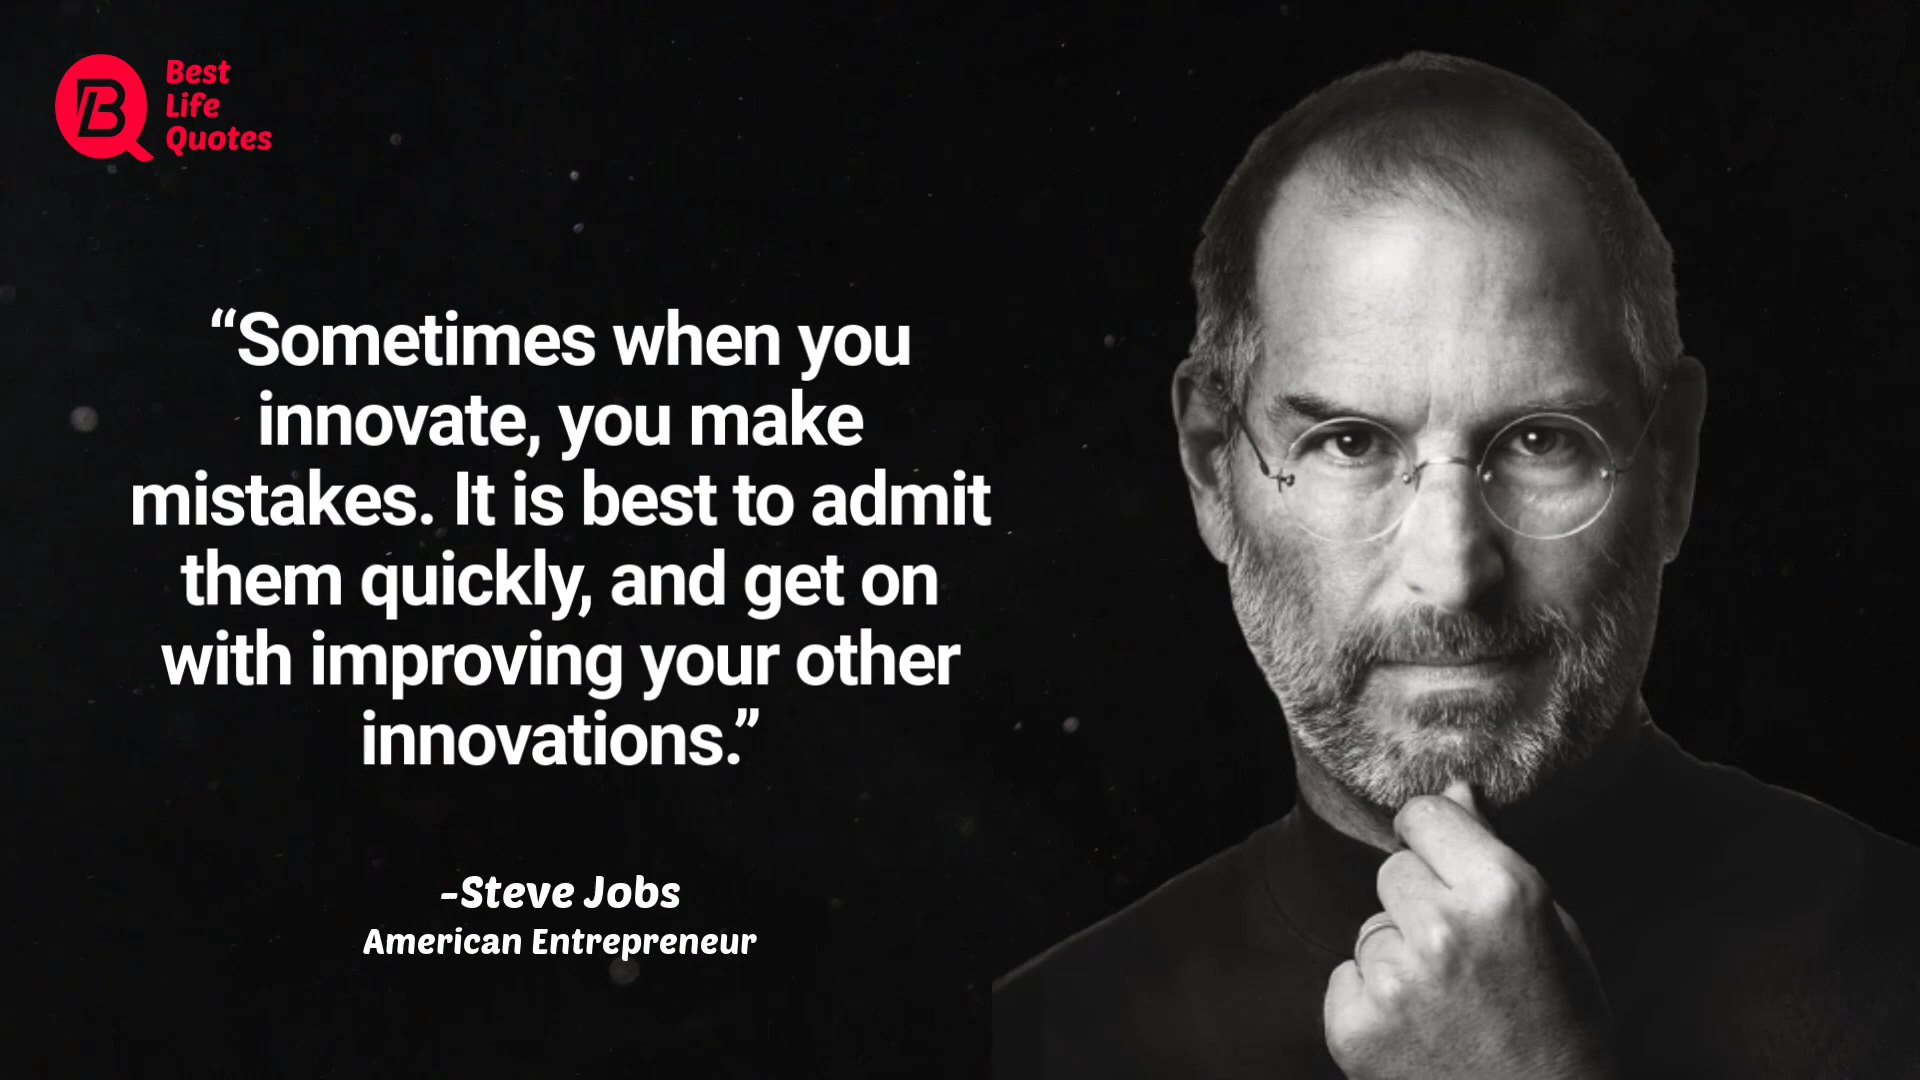 B
Best
Life
Quotes
“Sometimes when you
innovate, you make
mistakes. It is best to admit
them quickly, and get on
with improving your other
innovations.”
-Steve Jobs
American Entrepreneur